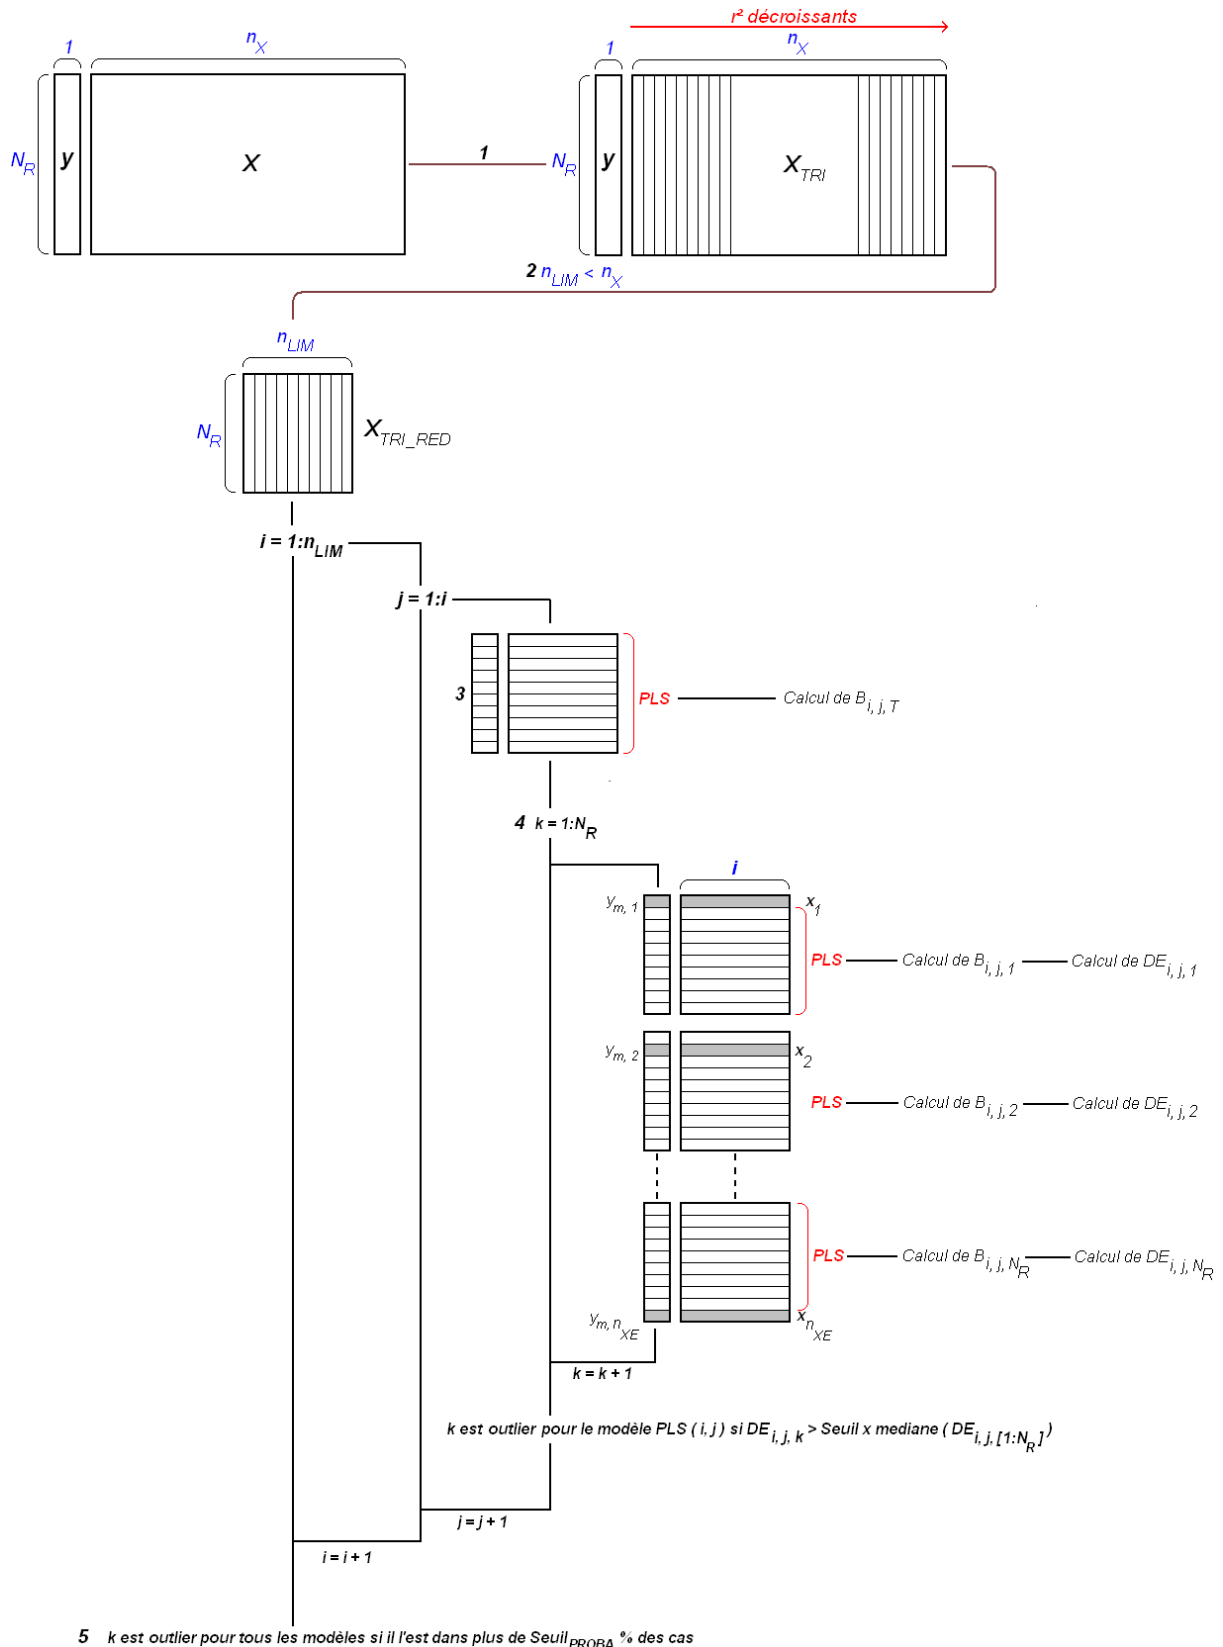 r² décroissants
1
n_X
1
n_X
N_R
y
X
1
N_R
y
X_TRI
2 n_LIM < n_X
n_LIM
N_R
X_TRI_RED
i = 1:n_LIM
j = 1:i
3
PLS
Calcul de B_i, j, T
4 k = 1:N_R
i
y_m, 1
x_1
PLS
Calcul de B_i, j, 1
Calcul de DE_i, j, 1
y_m, 2
x_2
PLS
Calcul de B_i, j, 2
Calcul de DE_i, j, 2
PLS
Calcul de B_i, j, N_R
Calcul de DE_i, j, N_R
y_m, n_XE
x_n_XE
k = k + 1
k est outlier pour le modèle PLS ( i, j ) si DE_i, j, k > Seuil x mediane ( DE_i, j, [1:N_R] )
j = j + 1
i = i + 1
5 k est outlier pour tous les modèles si il l'est dans plus de Seuil_PROBA % des cas